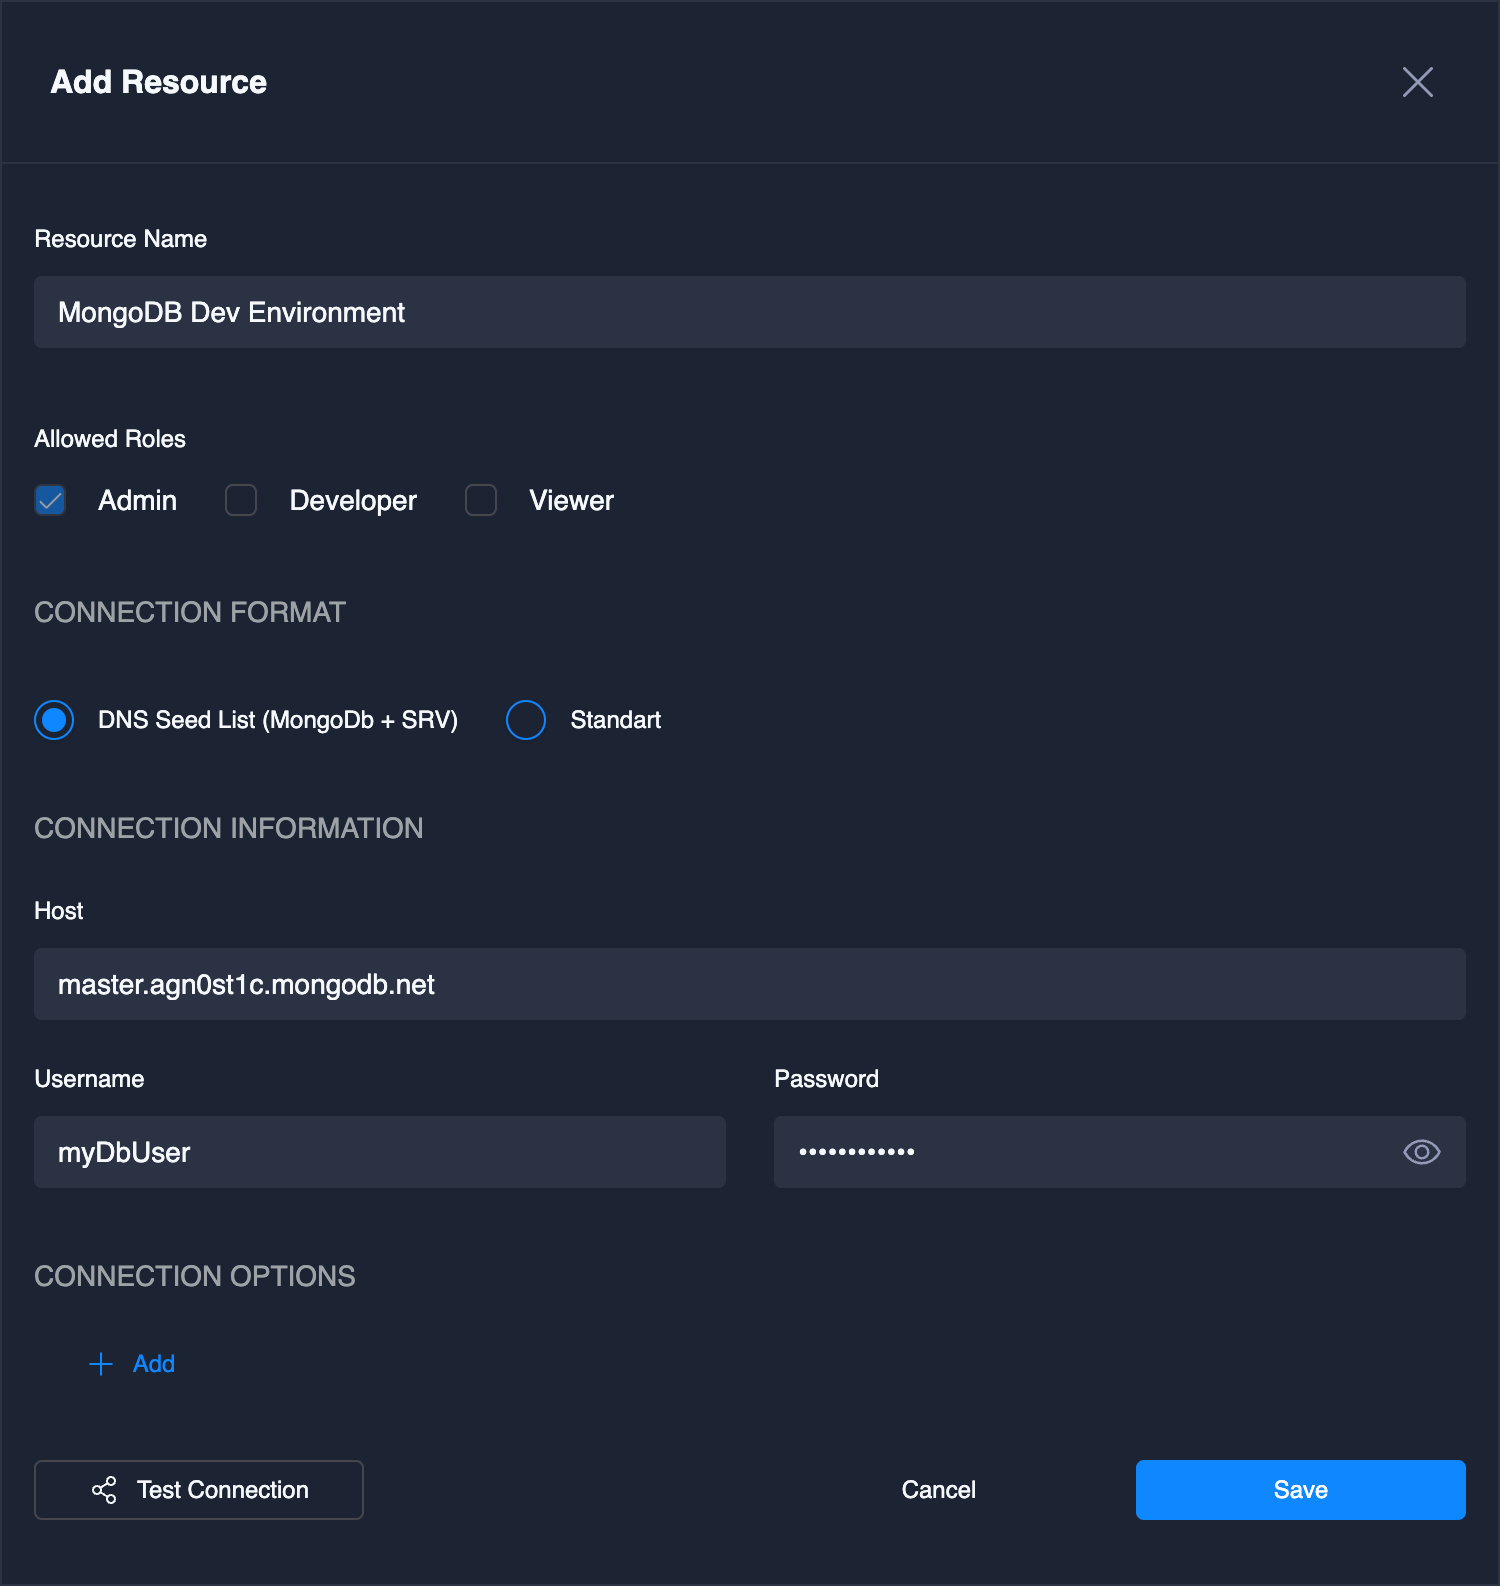 Add Resource
Resource Name
MongoDB Dev Environment
Allowed Roles
Admin Developer Viewer
CONNECTION FORMAT
DNS Seed List (MongoDb + SRV) Standart
CONNECTION INFORMATION
Host
master.agn0st1c.mongodb.net
Username Password
myDbUser ••••••••••••
CONNECTION OPTIONS
+ Add
Test Connection Cancel Save